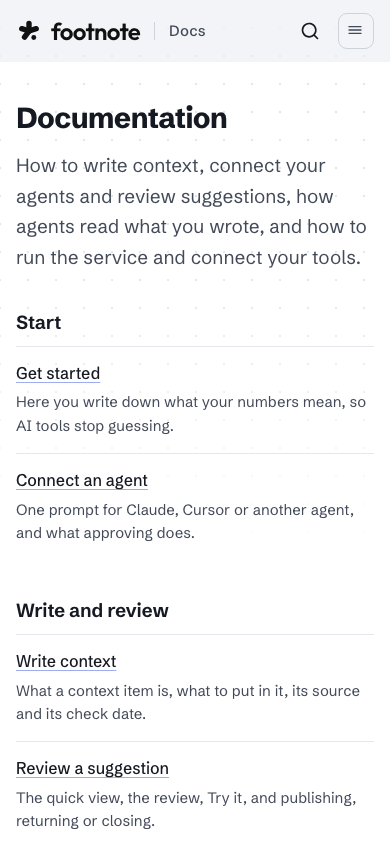 footnote Docs
Documentation
How to write context, connect your
agents and review suggestions, how
agents read what you wrote, and how to
run the service and connect your tools.
Start
Get started
Here you write down what your numbers mean, so
AI tools stop guessing.
Connect an agent
One prompt for Claude, Cursor or another agent,
and what approving does.
Write and review
Write context
What a context item is, what to put in it, its source
and its check date.
Review a suggestion
The quick view, the review, Try it, and publishing,
returning or closing.